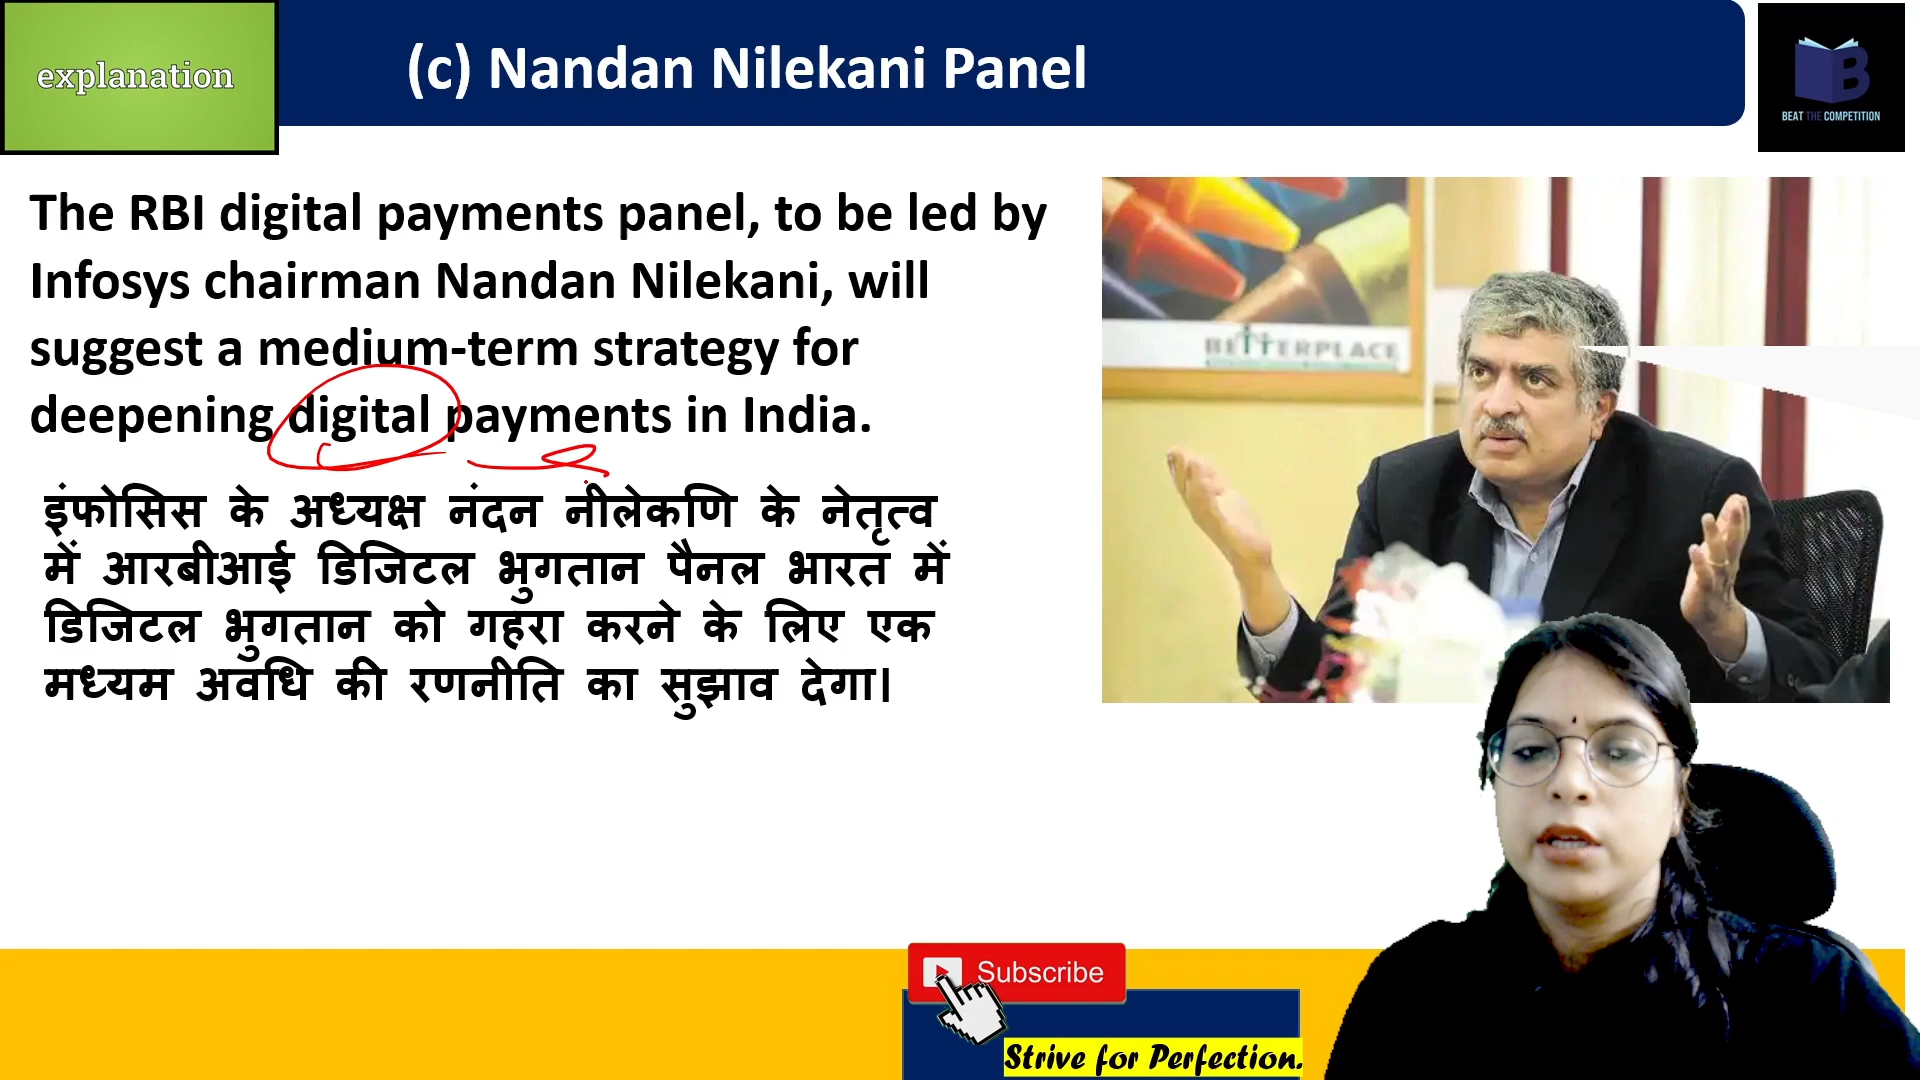 explanation
(c) Nandan Nilekani Panel
BEAT THE COMPETITION
The RBI digital payments panel, to be led by
Infosys chairman Nandan Nilekani, will
suggest a medium-term strategy for
deepening digital payments in India.
BETTERPLACE
इंफोसिस के अध्यक्ष नंदन नीलेकणि के नेतृत्व
में आरबीआई डिजिटल भुगतान पैनल भारत में
डिजिटल भुगतान को गहरा करने के लिए एक
मध्यम अवधि की रणनीति का सुझाव देगा।
Subscribe
Strive for Perfection.